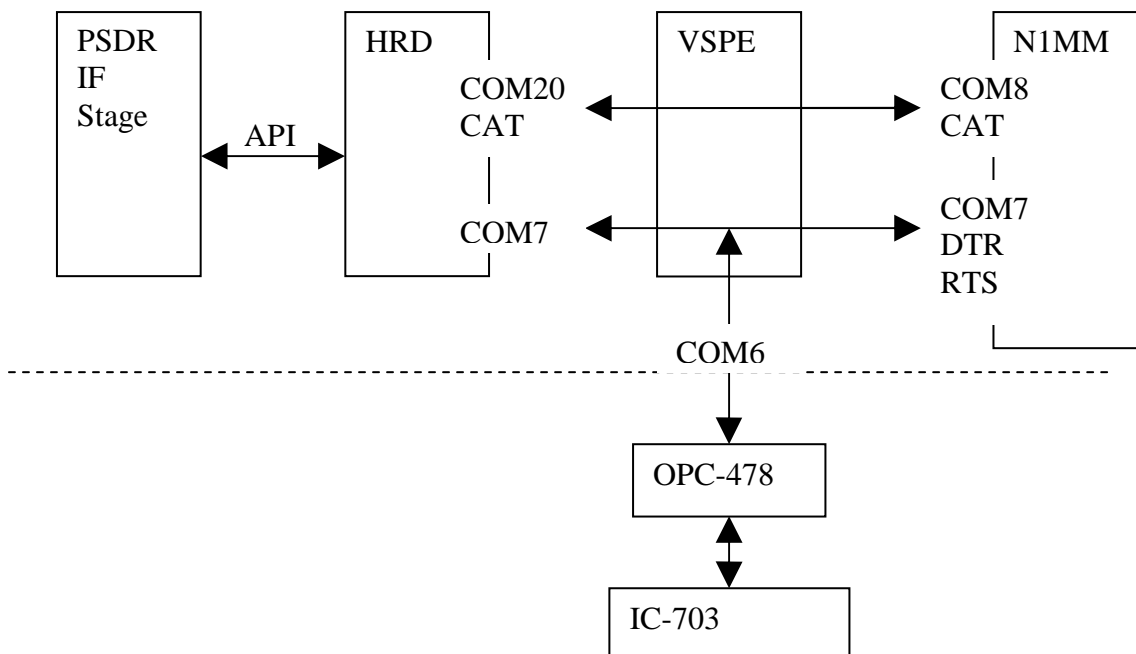 PSDR
IF
Stage
API
HRD
COM20
CAT
COM7
VSPE
N1MM
COM8
CAT
COM7
DTR
RTS
COM6
OPC-478
IC-703